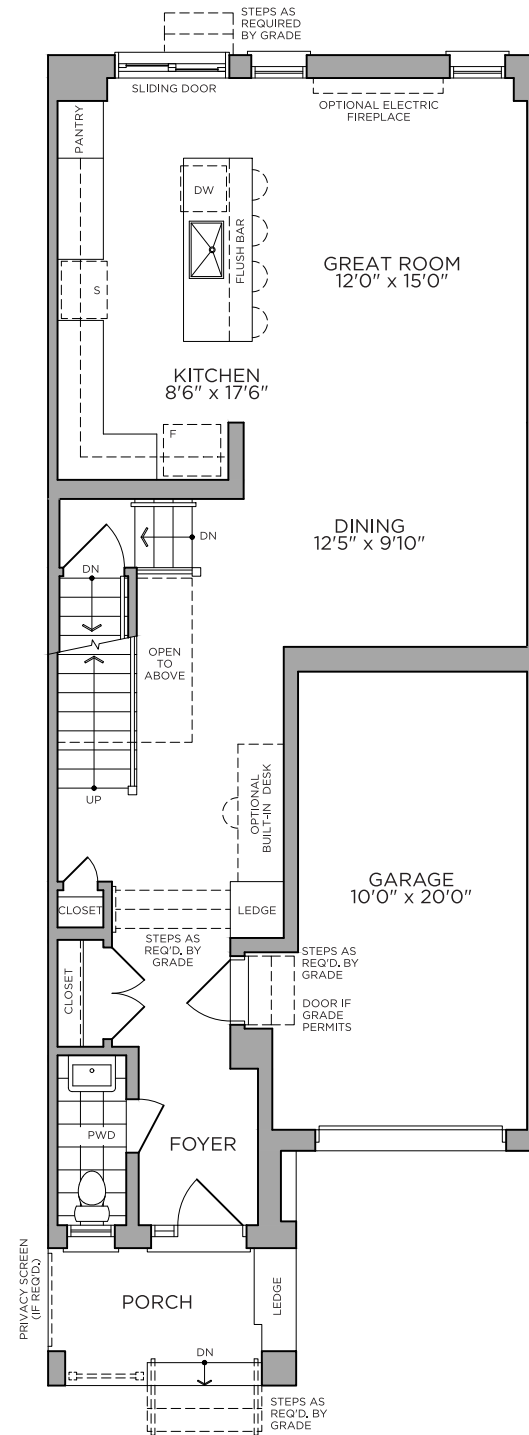 STEPS AS
REQUIRED
BY GRADE
SLIDING DOOR
OPTIONAL ELECTRIC
FIREPLACE
PANTRY
DW
FLUSH BAR
S
GREAT ROOM
12'0" x 15'0"
KITCHEN
8'6" x 17'6"
F
DINING
12'5" x 9'10"
DN
DN
OPEN
TO
ABOVE
UP
OPTIONAL
BUILT-IN DESK
GARAGE
10'0" x 20'0"
CLOSET
LEDGE
STEPS AS
REQ'D. BY
GRADE
STEPS AS
REQ'D. BY
GRADE
CLOSET
DOOR IF
GRADE
PERMITS
PWD
FOYER
PRIVACY SCREEN
(IF REQ'D.)
PORCH
LEDGE
DN
STEPS AS
REQ'D. BY
GRADE